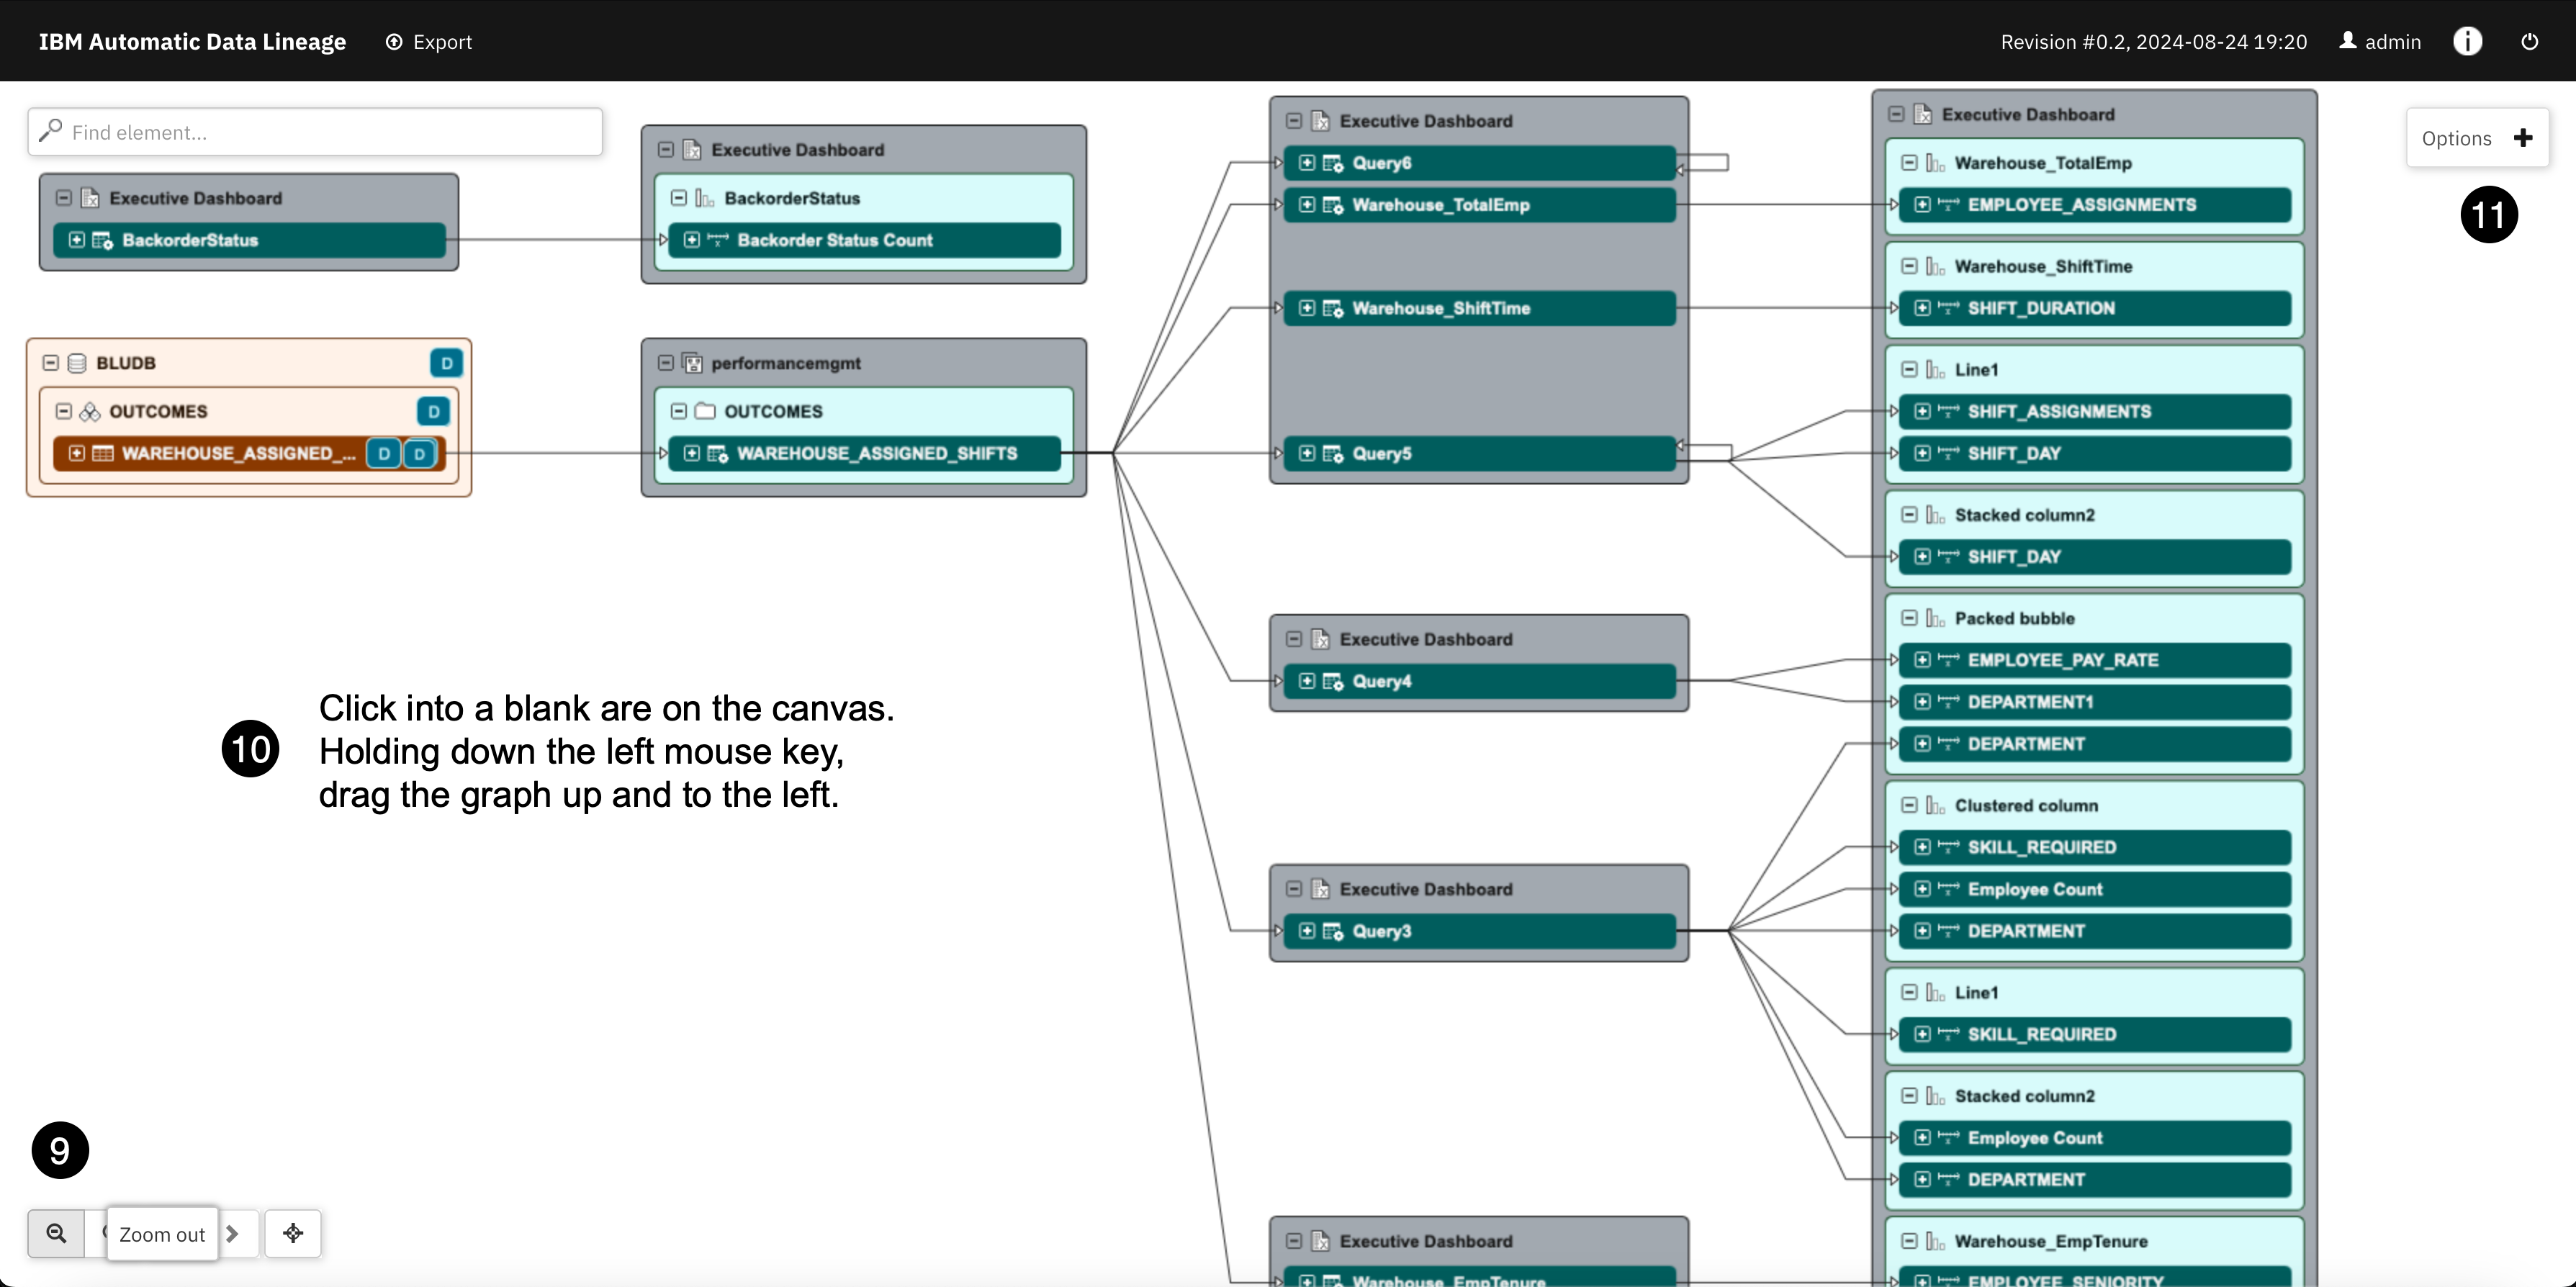 IBM Automatic Data Lineage
Export
Revision #0.2, 2024-08-24 19:20
admin
Find element...
Options
11
Executive Dashboard
BackorderStatus
Executive Dashboard
BackorderStatus
Backorder Status Count
BLUDB
D
OUTCOMES
D
WAREHOUSE_ASSIGNED_...
D
D
performancemgmt
OUTCOMES
WAREHOUSE_ASSIGNED_SHIFTS
Executive Dashboard
Query6
Warehouse_TotalEmp
Warehouse_ShiftTime
Query5
Executive Dashboard
Query4
Executive Dashboard
Query3
Executive Dashboard
Warehouse_EmpTenure
Executive Dashboard
Warehouse_TotalEmp
EMPLOYEE_ASSIGNMENTS
Warehouse_ShiftTime
SHIFT_DURATION
Line1
SHIFT_ASSIGNMENTS
SHIFT_DAY
Stacked column2
SHIFT_DAY
Packed bubble
EMPLOYEE_PAY_RATE
DEPARTMENT1
DEPARTMENT
Clustered column
SKILL_REQUIRED
Employee Count
DEPARTMENT
Line1
SKILL_REQUIRED
Stacked column2
Employee Count
DEPARTMENT
Warehouse_EmpTenure
EMPLOYEE_SENIORITY
10
Click into a blank are on the canvas.
Holding down the left mouse key,
drag the graph up and to the left.
9
Zoom out